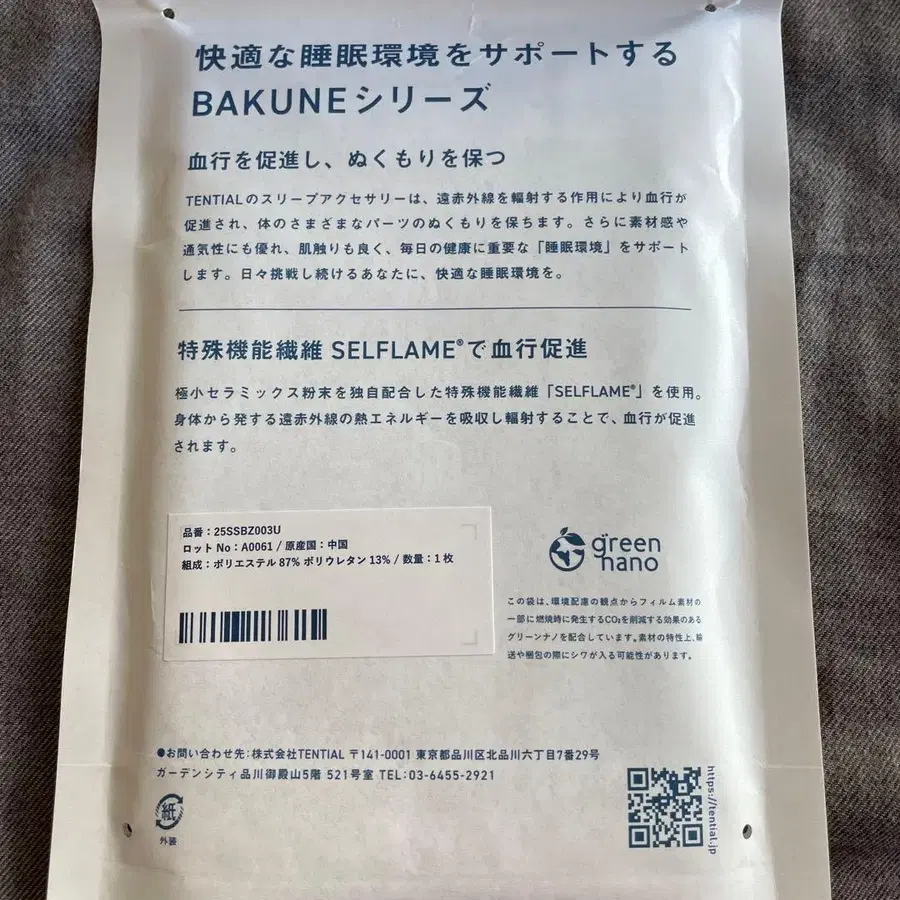 快適な睡眠環境をサポートする
BAKUNEシリーズ
血行を促進し、ぬくもりを保つ
TENTIALのスリープアクセサリーは、遠赤外線を輻射する作用により血行が
促進され、体のさまざまなパーツのぬくもりを保ちます。さらに素材感や
通気性にも優れ、肌触りも良く、毎日の健康に重要な「睡眠環境」をサポート
します。日々挑戦し続けるあなたに、快適な睡眠環境を。
特殊機能繊維 SELFLAME®で血行促進
極小セラミックス粉末を独自配合した特殊機能繊維「SELFLAME®」を使用。
身体から発する遠赤外線の熱エネルギーを吸収し輻射することで、血行が促進
されます。
品番：25SSBZ003U
ロットNo：A0061 / 原産国：中国
組成：ポリエステル 87% ポリウレタン 13% / 数量：1 枚
green
nano
この袋は、環境配慮の観点からフィルム素材の
一部に燃焼時に発生するCO₂を削減する効果のある
グリーンナノを配合しています。素材の特性上、輸
送や梱包の際にシワが入る可能性があります。
●お問い合わせ先：株式会社TENTIAL 〒141-0001 東京都品川区北品川六丁目7番29号
ガーデンシティ品川御殿山5階 521号室 TEL：03-6455-2921
紙
外装
https://tential.jp